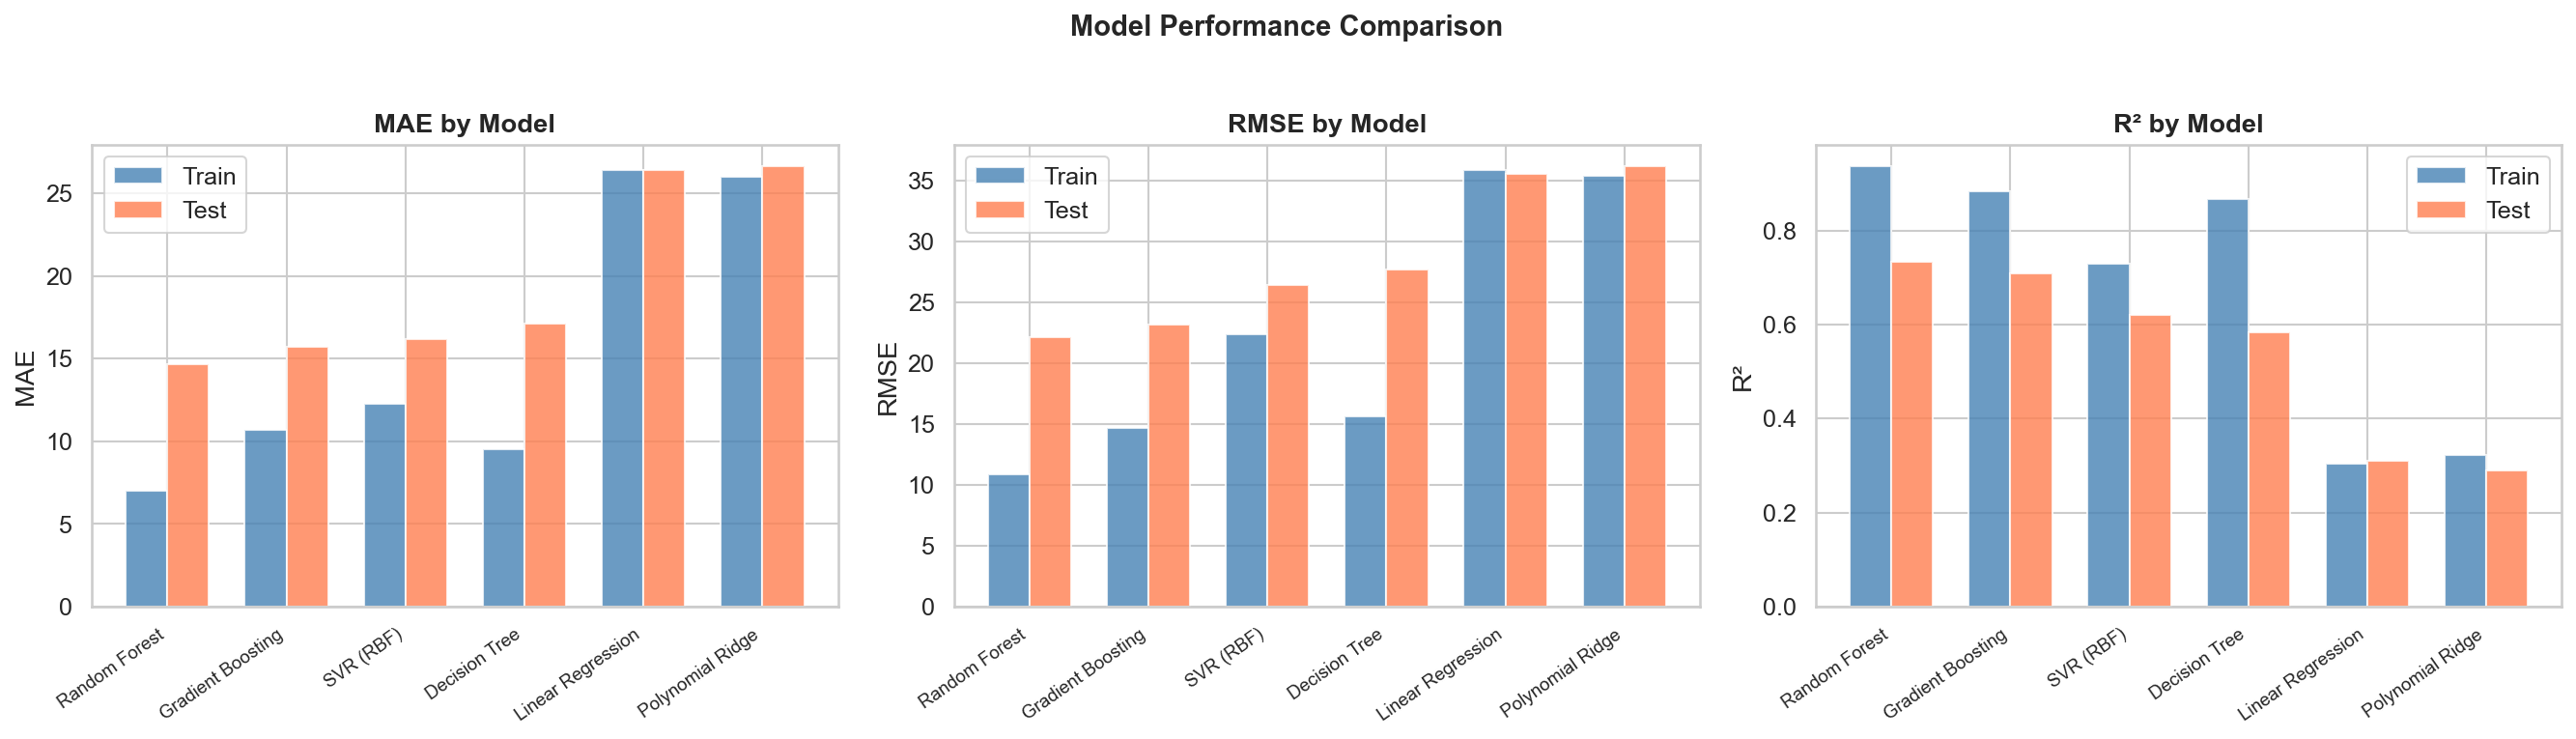 Model Performance Comparison
MAE by Model
Train
Test
25
20
15
10
5
0
MAE
Random Forest
Gradient Boosting
SVR (RBF)
Decision Tree
Linear Regression
Polynomial Ridge
RMSE by Model
Train
Test
35
30
25
20
15
10
5
0
RMSE
Random Forest
Gradient Boosting
SVR (RBF)
Decision Tree
Linear Regression
Polynomial Ridge
R² by Model
Train
Test
0.8
0.6
0.4
0.2
0.0
R²
Random Forest
Gradient Boosting
SVR (RBF)
Decision Tree
Linear Regression
Polynomial Ridge